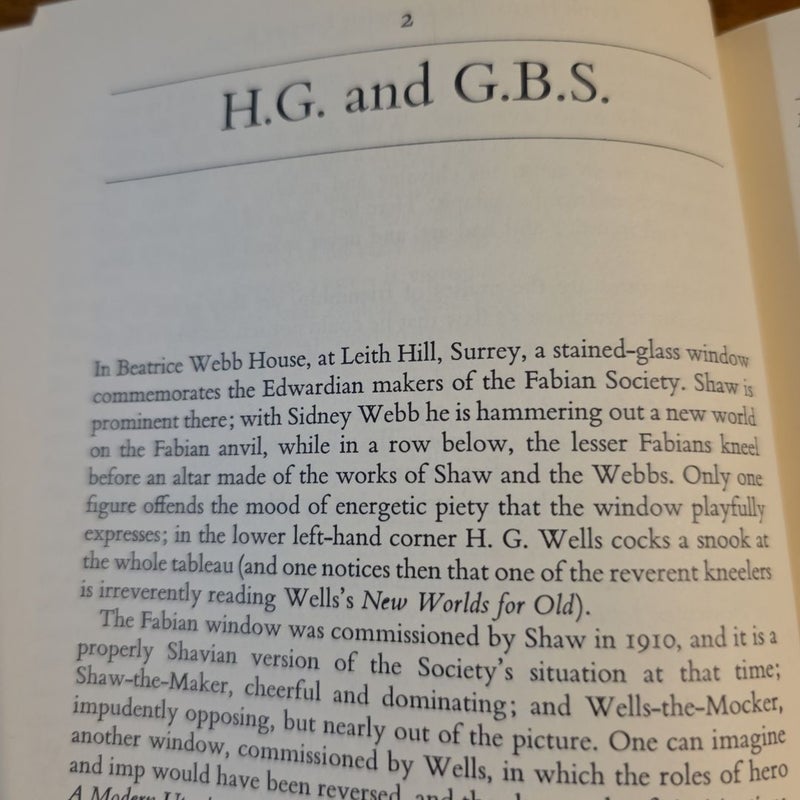 2
H.G. and G.B.S.
In Beatrice Webb House, at Leith Hill, Surrey, a stained-glass window
commemorates the Edwardian makers of the Fabian Society. Shaw is
prominent there; with Sidney Webb he is hammering out a new world
on the Fabian anvil, while in a row below, the lesser Fabians kneel
before an altar made of the works of Shaw and the Webbs. Only one
figure offends the mood of energetic piety that the window playfully
expresses; in the lower left-hand corner H. G. Wells cocks a snook at
the whole tableau (and one notices then that one of the reverent kneelers
is irreverently reading Wells's New Worlds for Old).
The Fabian window was commissioned by Shaw in 1910, and it is a
properly Shavian version of the Society's situation at that time;
Shaw-the-Maker, cheerful and dominating; and Wells-the-Mocker,
impudently opposing, but nearly out of the picture. One can imagine
another window, commissioned by Wells, in which the roles of hero
and imp would have been reversed, and the
A Modern